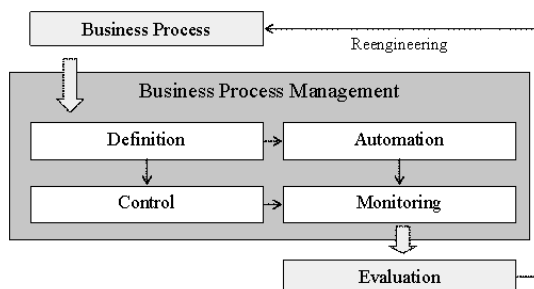 Business Process
Reengineering
Business Process Management
Definition
Automation
Control
Monitoring
Evaluation